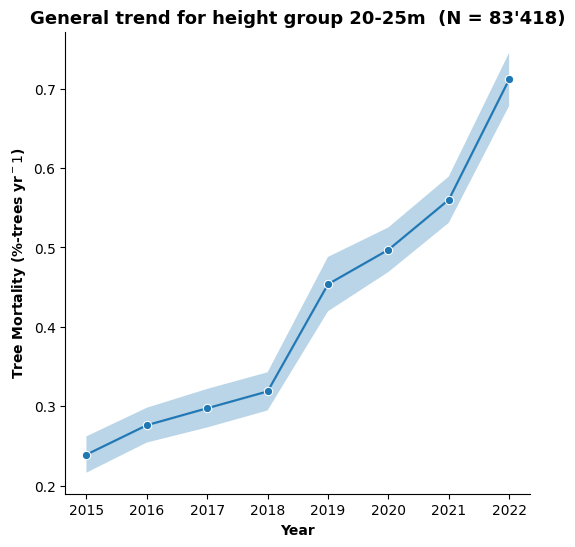 General trend for height group 20-25m  (N = 83'418)
Tree Mortality (%-trees yr⁻1)
0.7
0.6
0.5
0.4
0.3
0.2
2015 2016 2017 2018 2019 2020 2021 2022
Year